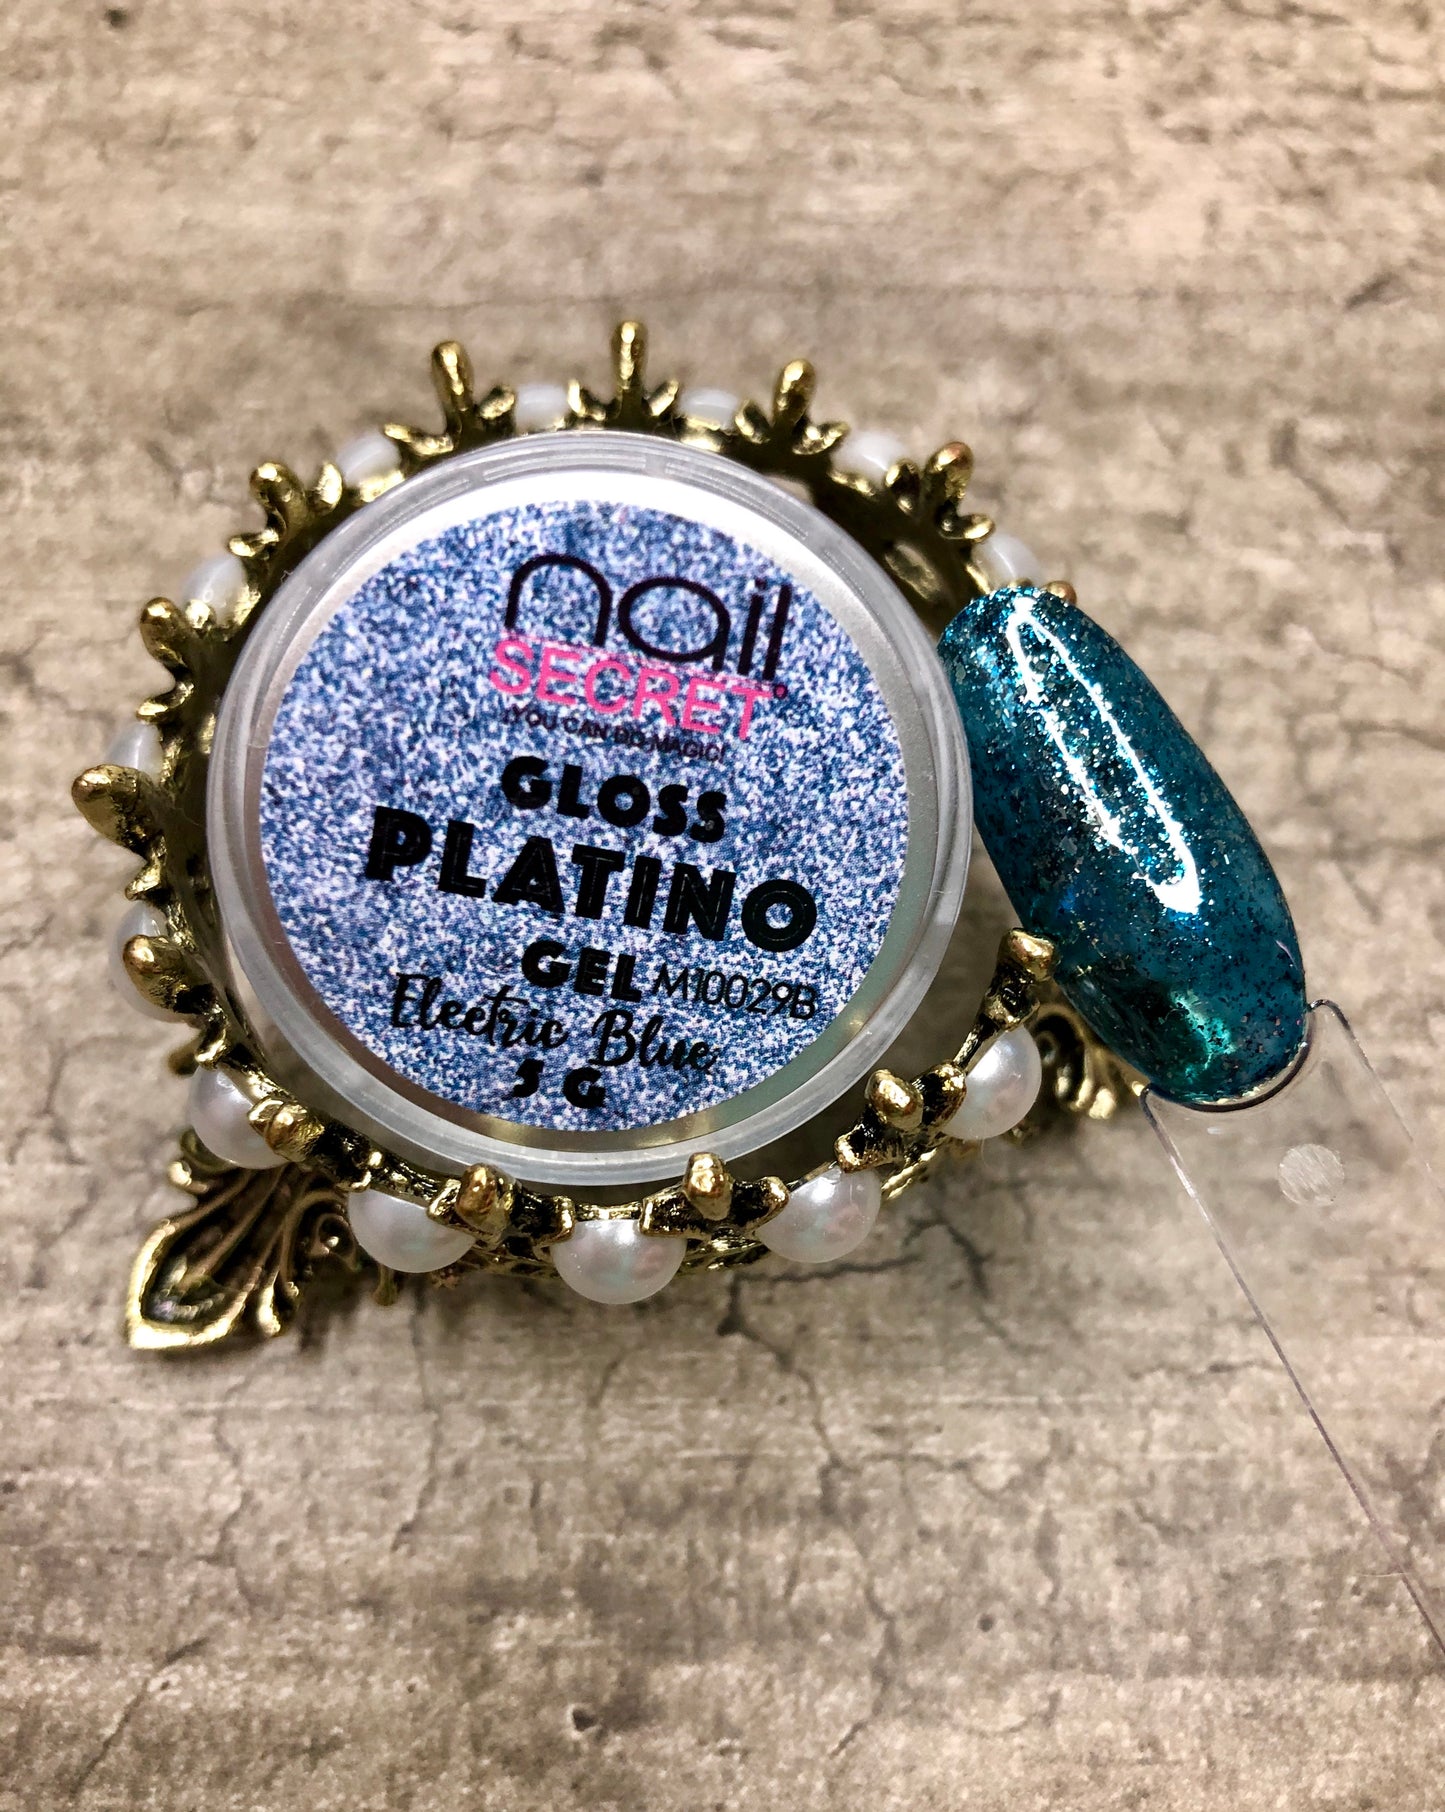 nail
SECRET®
¡YOU CAN DO MAGIC!
GLOSS
PLATINO
GEL M10029B
Electric Blue
5 G